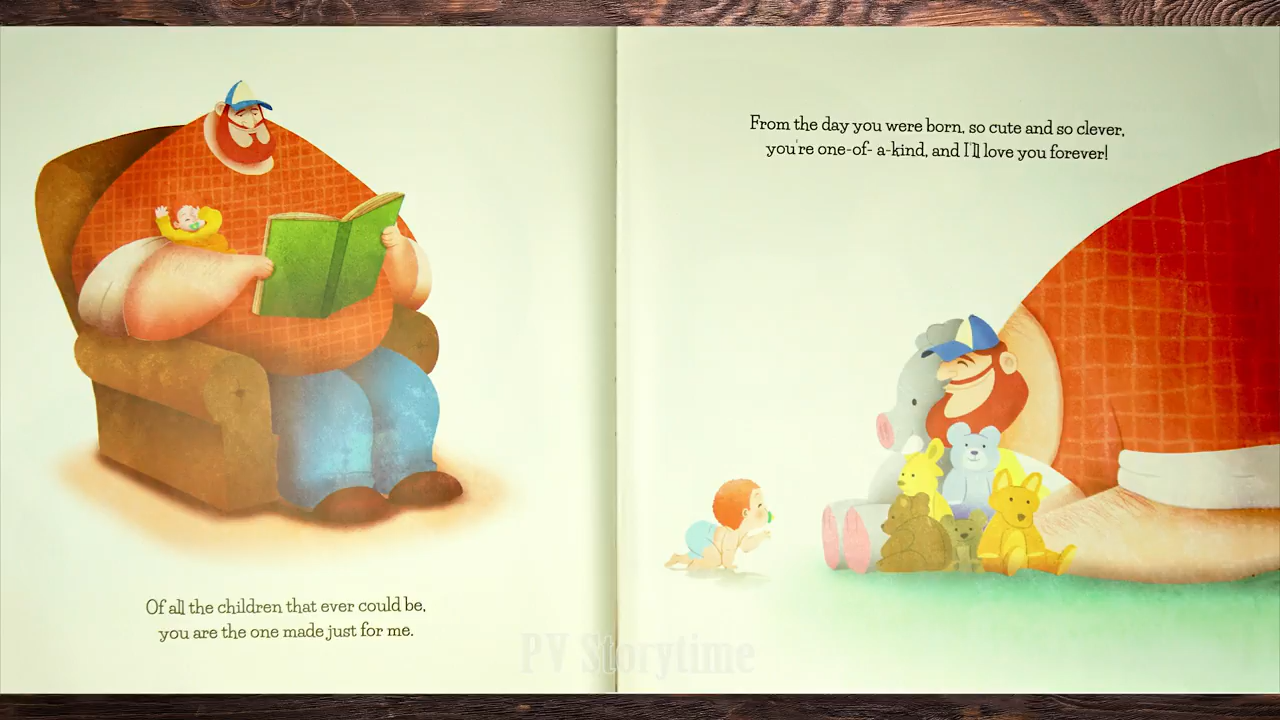 Of all the children that ever could be,
you are the one made just for me.
From the day you were born, so cute and so clever,
you're one-of- a-kind, and I'll love you forever!
PV Storytime